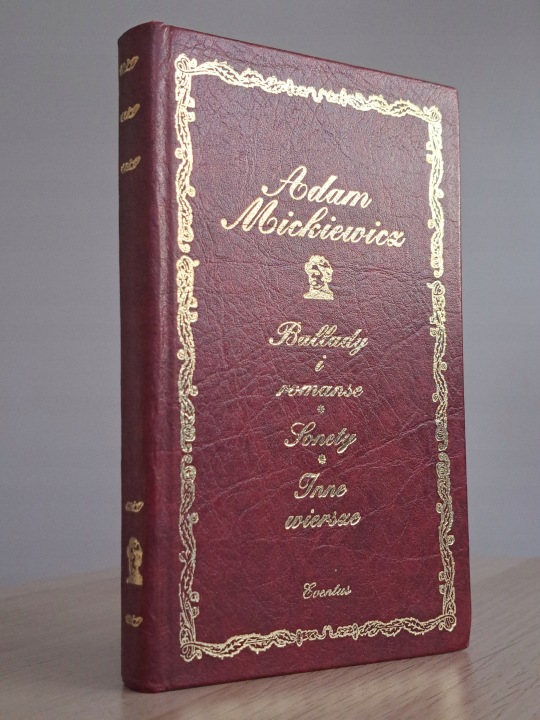 Adam
Mickiewicz
Ballady
i
romanse
*
Sonety
*
Inne
wiersze
Eventus